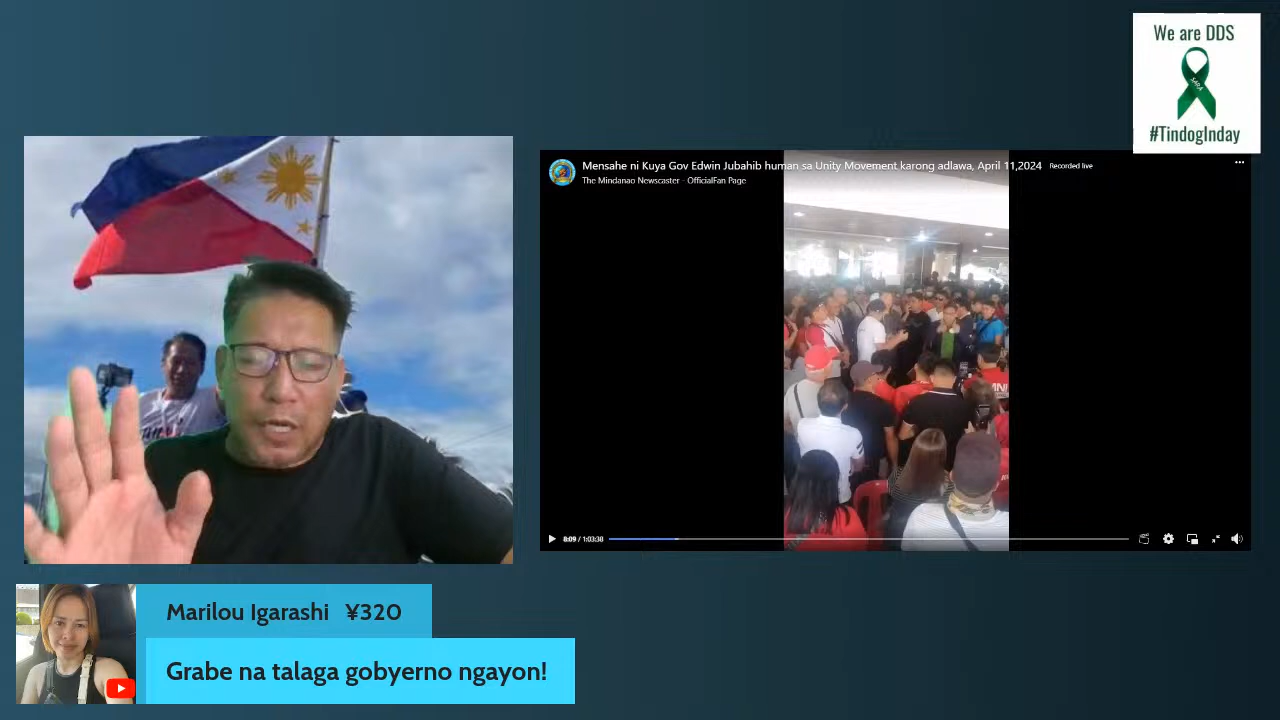 We are DDS
SARA
#TindogInday
Mensahe ni Kuya Gov Edwin Jubahib human sa Unity Movement karong adlawa, April 11,2024 Recorded live
The Mindanao Newscaster - OfficialFan Page
8:09 / 1:03:38
Marilou Igarashi ¥320
Grabe na talaga gobyerno ngayon!